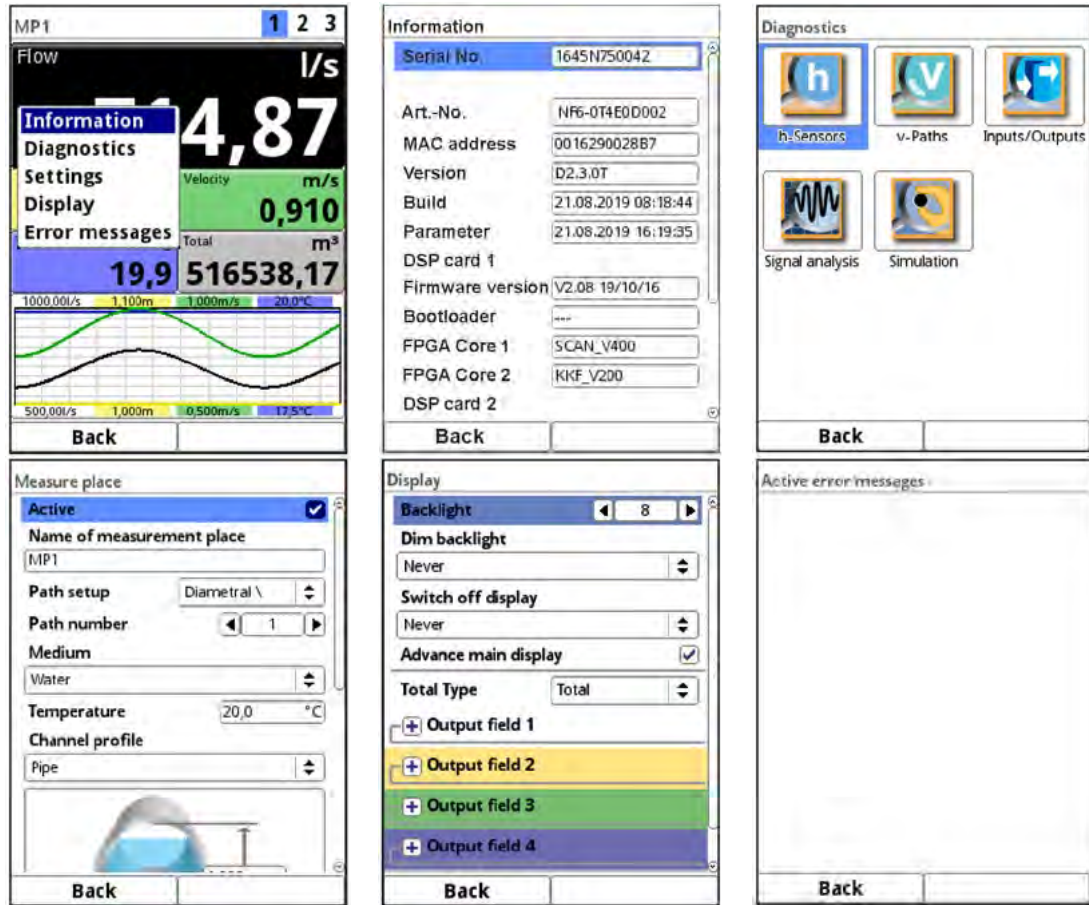 MP1 1 2 3
Flow l/s
14,87
Information
Diagnostics
Settings
Display
Error messages
Velocity m/s
0,910
Total m³
19,9 516538,17
1000,00l/s 1,100m 1,000m/s 20,0°C
500,00l/s 1,000m 0,500m/s 17,5°C
Back
Information
Serial No. 1645N750042
Art.-No. NF6-0T4E0D002
MAC address 0016290028B7
Version D2.3.0T
Build 21.08.2019 08:18:44
Parameter 21.08.2019 16:19:35
DSP card 1
Firmware version V2.08 19/10/16
Bootloader ---
FPGA Core 1 SCAN_V400
FPGA Core 2 KKF_V200
DSP card 2
Back
Diagnostics
h v
h-Sensors v-Paths Inputs/Outputs
Signal analysis Simulation
Back
Measure place
Active
Name of measurement place
MP1
Path setup Diametral \
Path number 1
Medium
Water
Temperature 20,0 °C
Channel profile
Pipe
Back
Display
Backlight 8
Dim backlight
Never
Switch off display
Never
Advance main display
Total Type Total
+ Output field 1
+ Output field 2
+ Output field 3
+ Output field 4
Back
Active error messages
Back